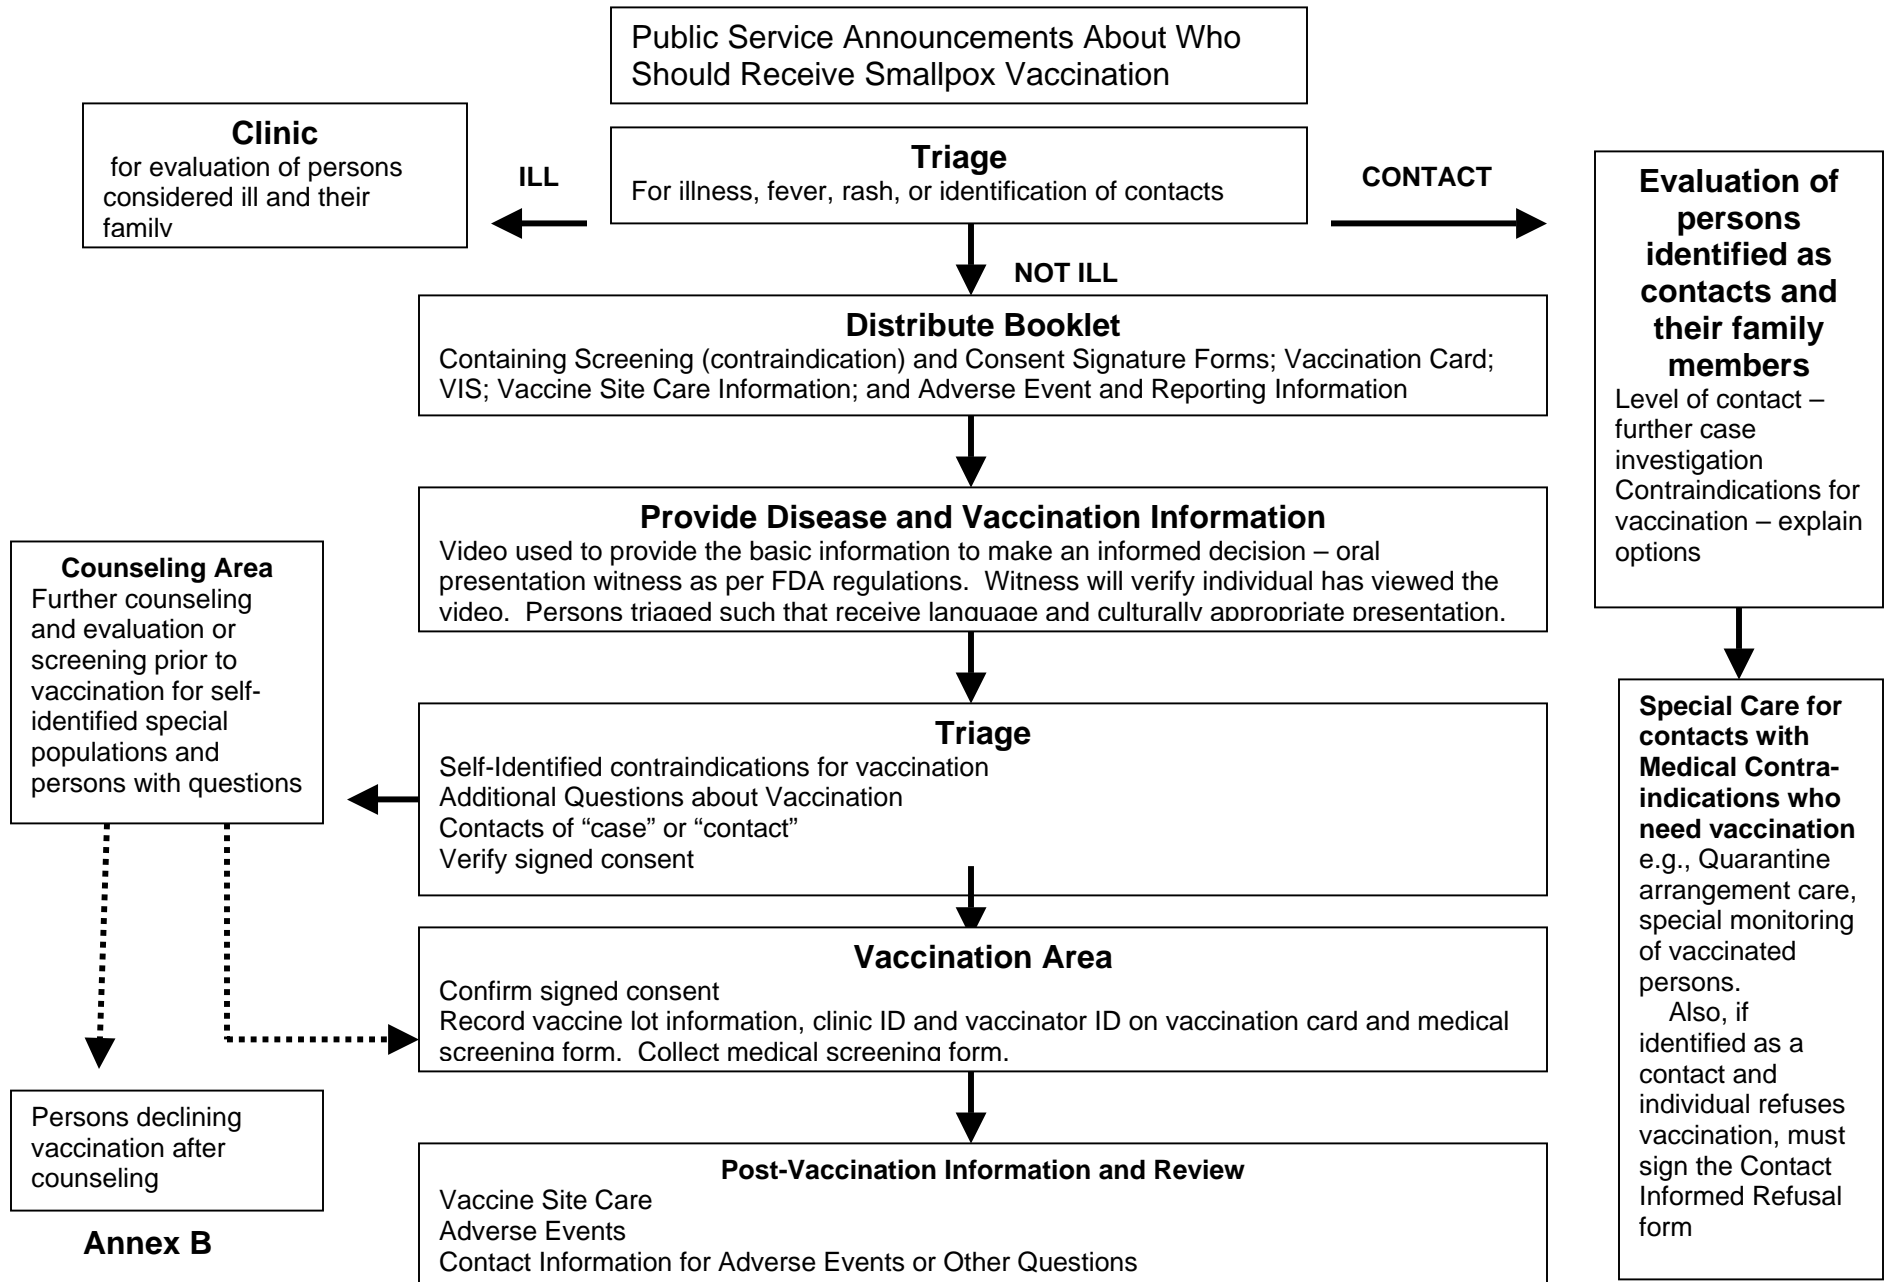 Public Service Announcements About Who
Should Receive Smallpox Vaccination
Clinic
for evaluation of persons
considered ill and their
family
ILL
Triage
For illness, fever, rash, or identification of contacts
CONTACT
NOT ILL
Evaluation of
persons
identified as
contacts and
their family
members
Level of contact –
further case
investigation
Contraindications for
vaccination – explain
options
Distribute Booklet
Containing Screening (contraindication) and Consent Signature Forms; Vaccination Card;
VIS; Vaccine Site Care Information; and Adverse Event and Reporting Information
Provide Disease and Vaccination Information
Video used to provide the basic information to make an informed decision – oral
presentation witness as per FDA regulations.  Witness will verify individual has viewed the
video.  Persons triaged such that receive language and culturally appropriate presentation.
Counseling Area
Further counseling
and evaluation or
screening prior to
vaccination for self-
identified special
populations and
persons with questions
Triage
Self-Identified contraindications for vaccination
Additional Questions about Vaccination
Contacts of “case” or “contact”
Verify signed consent
Special Care for
contacts with
Medical Contra-
indications who
need vaccination
e.g., Quarantine
arrangement care,
special monitoring
of vaccinated
persons.
Also, if
identified as a
contact and
individual refuses
vaccination, must
sign the Contact
Informed Refusal
form
Vaccination Area
Confirm signed consent
Record vaccine lot information, clinic ID and vaccinator ID on vaccination card and medical
screening form.  Collect medical screening form.
Persons declining
vaccination after
counseling
Post-Vaccination Information and Review
Vaccine Site Care
Adverse Events
Contact Information for Adverse Events or Other Questions
Annex B